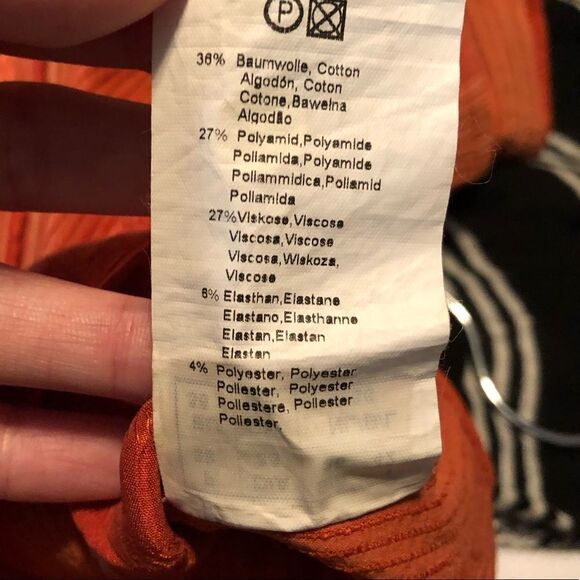 P
36% Baumwolle, Cotton
Algodón, Coton
Cotone,Bawełna
Algodão
27% Polyamid,Polyamide
Poliamida,Polyamide
Poliammidica,Poliamid
Poliamida
27%Viskose,Viscose
Viscosa,Viscose
Viscosa,Wiskoza,
Viscose
6% Elasthan,Elastane
Elastano,Elasthanne
Elastan,Elastan
Elastan
4% Polyester, Polyester
Poliester, Polyester
Poliestere, Poliester
Poliester,